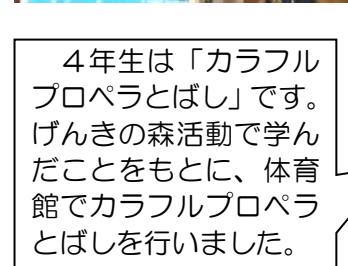 ４年生は「カラフル
プロペラとばし」です。
げんきの森活動で学ん
だことをもとに、体育
館でカラフルプロペラ
とばしを行いました。